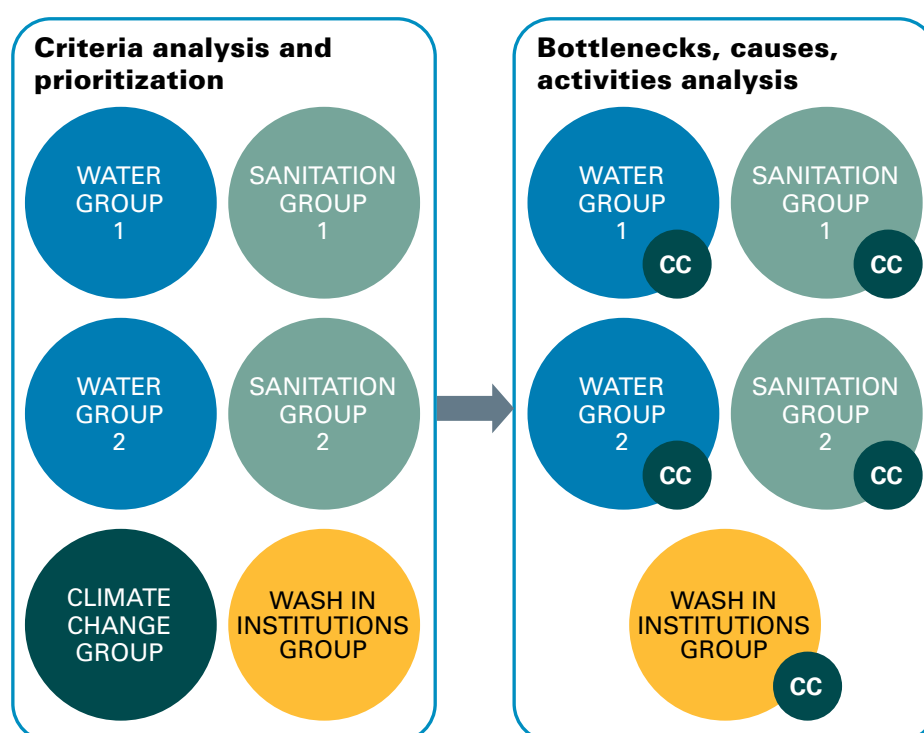 Criteria analysis and
prioritization
WATER
GROUP
1
SANITATION
GROUP
1
WATER
GROUP
2
SANITATION
GROUP
2
CLIMATE
CHANGE
GROUP
WASH IN
INSTITUTIONS
GROUP
Bottlenecks, causes,
activities analysis
WATER
GROUP
1
CC
SANITATION
GROUP
1
CC
WATER
GROUP
2
CC
SANITATION
GROUP
2
CC
WASH IN
INSTITUTIONS
GROUP
CC